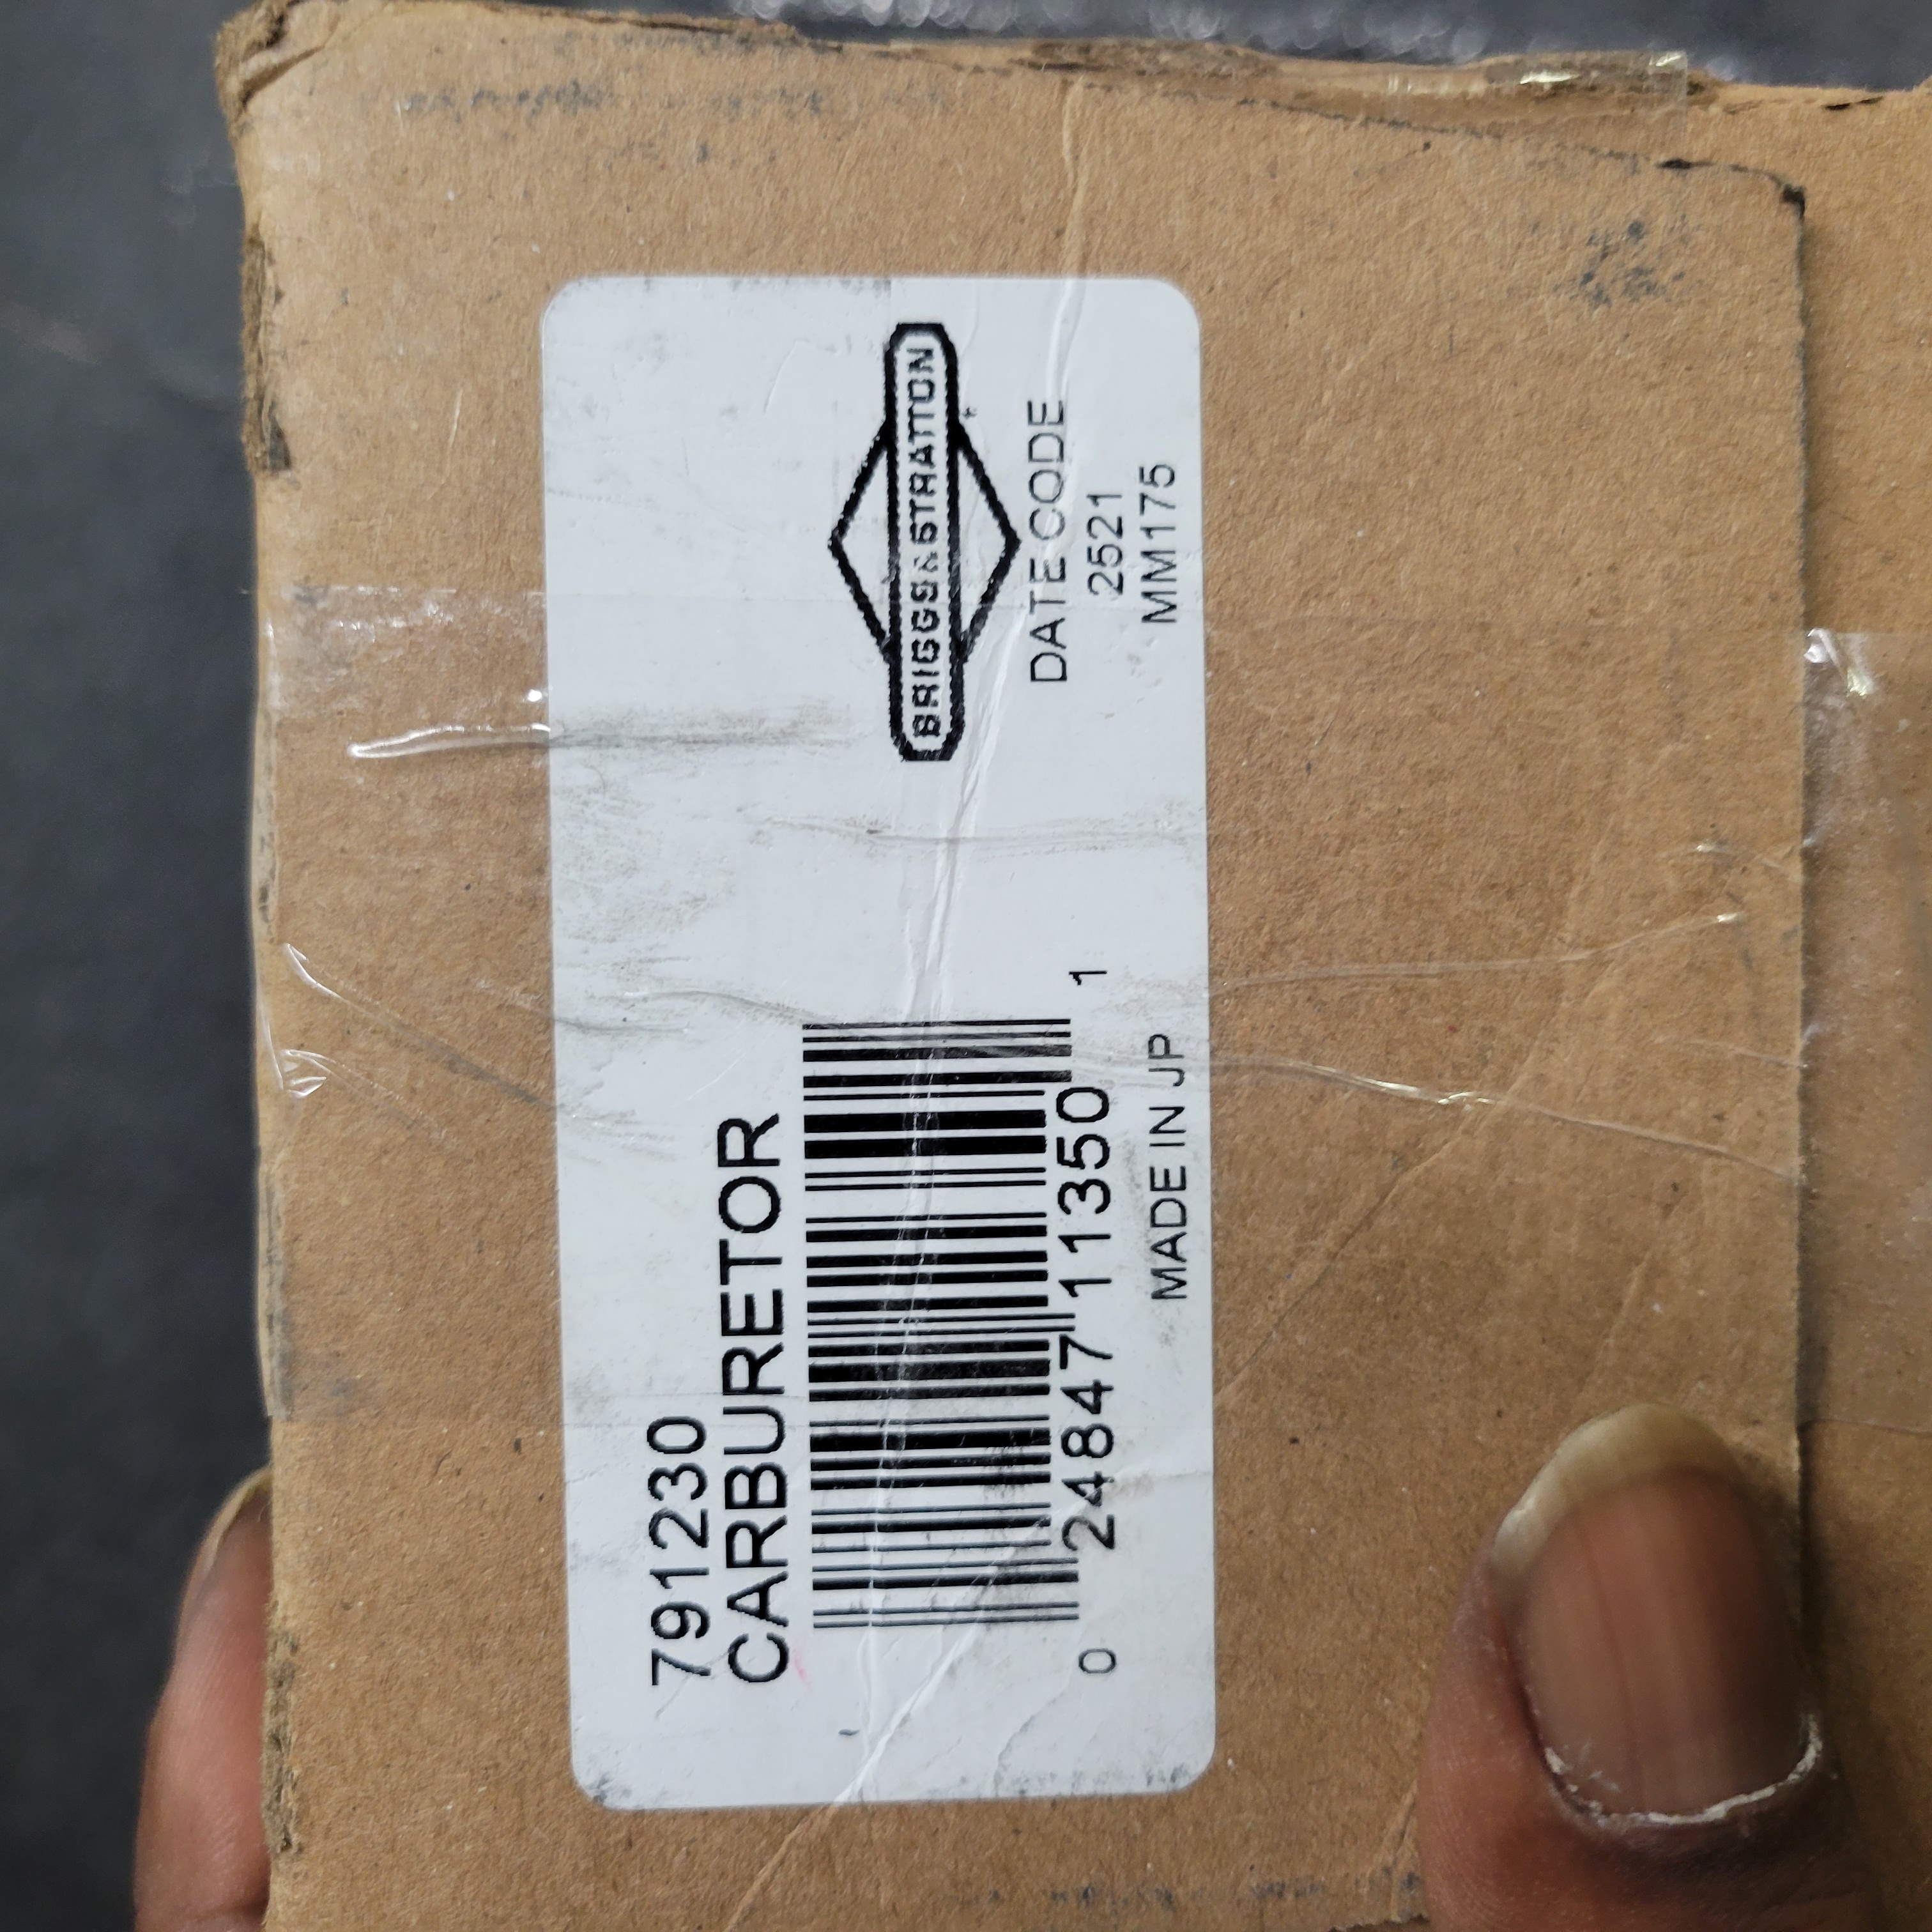 791230
CARBURETOR
0 24847 11350 1
MADE IN JP
BRIGGS & STRATTON
DATE CODE
2521
MM175